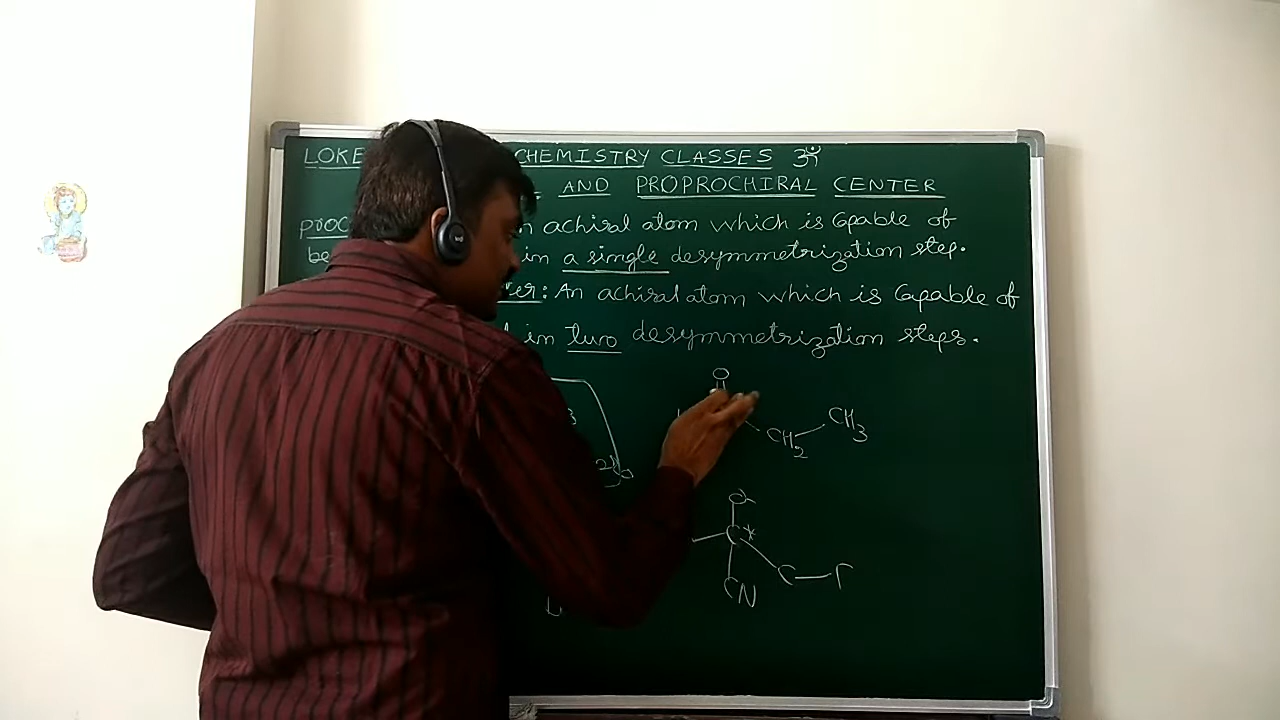 LOKE CHEMISTRY CLASSES ॐ
AND PROPROCHIRAL CENTER
proc n achiral atom which is capable of
be in a single desymmetrization step.
er: An achiral atom which is capable of
in two desymmetrization steps.
O
CH3
CH2
3
O-
C*
C
CN